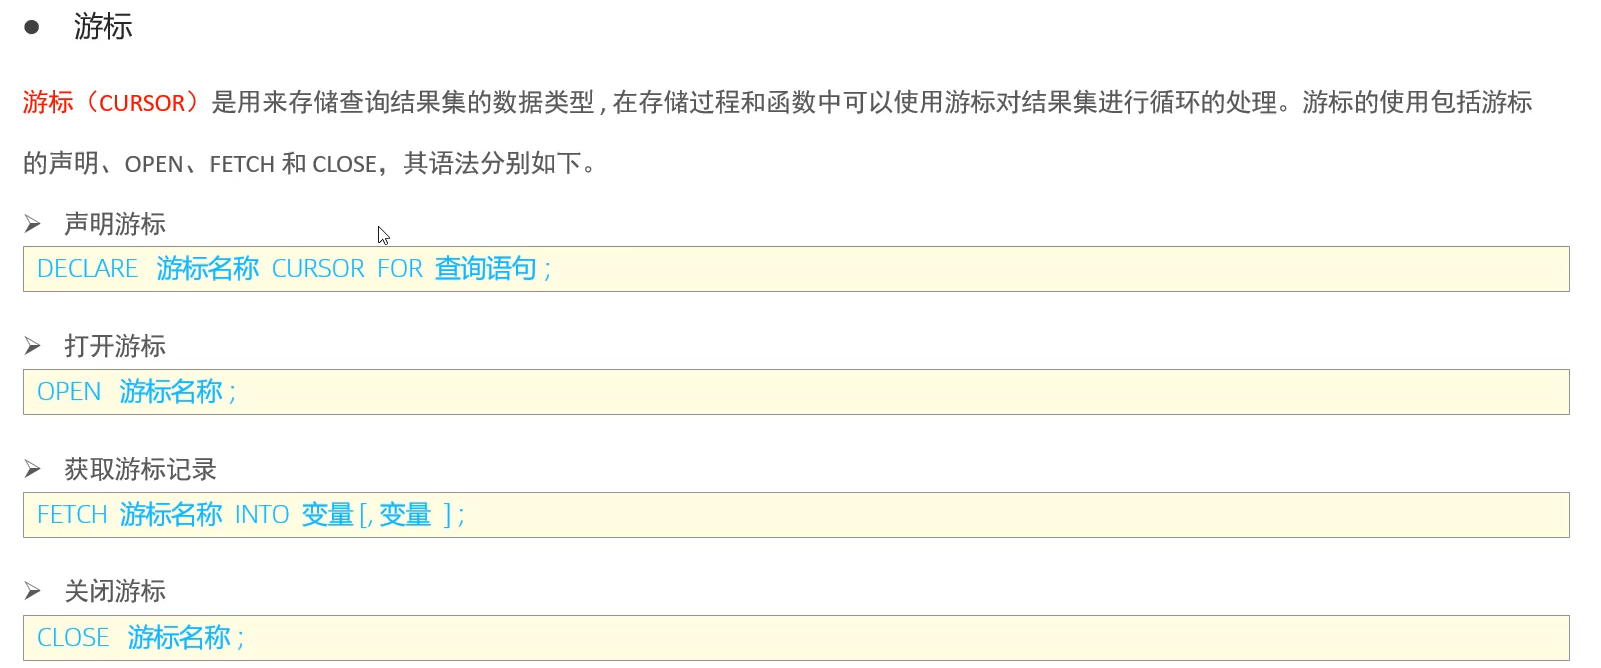 ● 游标
游标（CURSOR）是用来存储查询结果集的数据类型 , 在存储过程和函数中可以使用游标对结果集进行循环的处理。游标的使用包括游标
的声明、OPEN、FETCH 和 CLOSE，其语法分别如下。
➢ 声明游标
DECLARE 游标名称 CURSOR FOR 查询语句 ;
➢ 打开游标
OPEN 游标名称 ;
➢ 获取游标记录
FETCH 游标名称 INTO 变量 [, 变量 ] ;
➢ 关闭游标
CLOSE 游标名称 ;